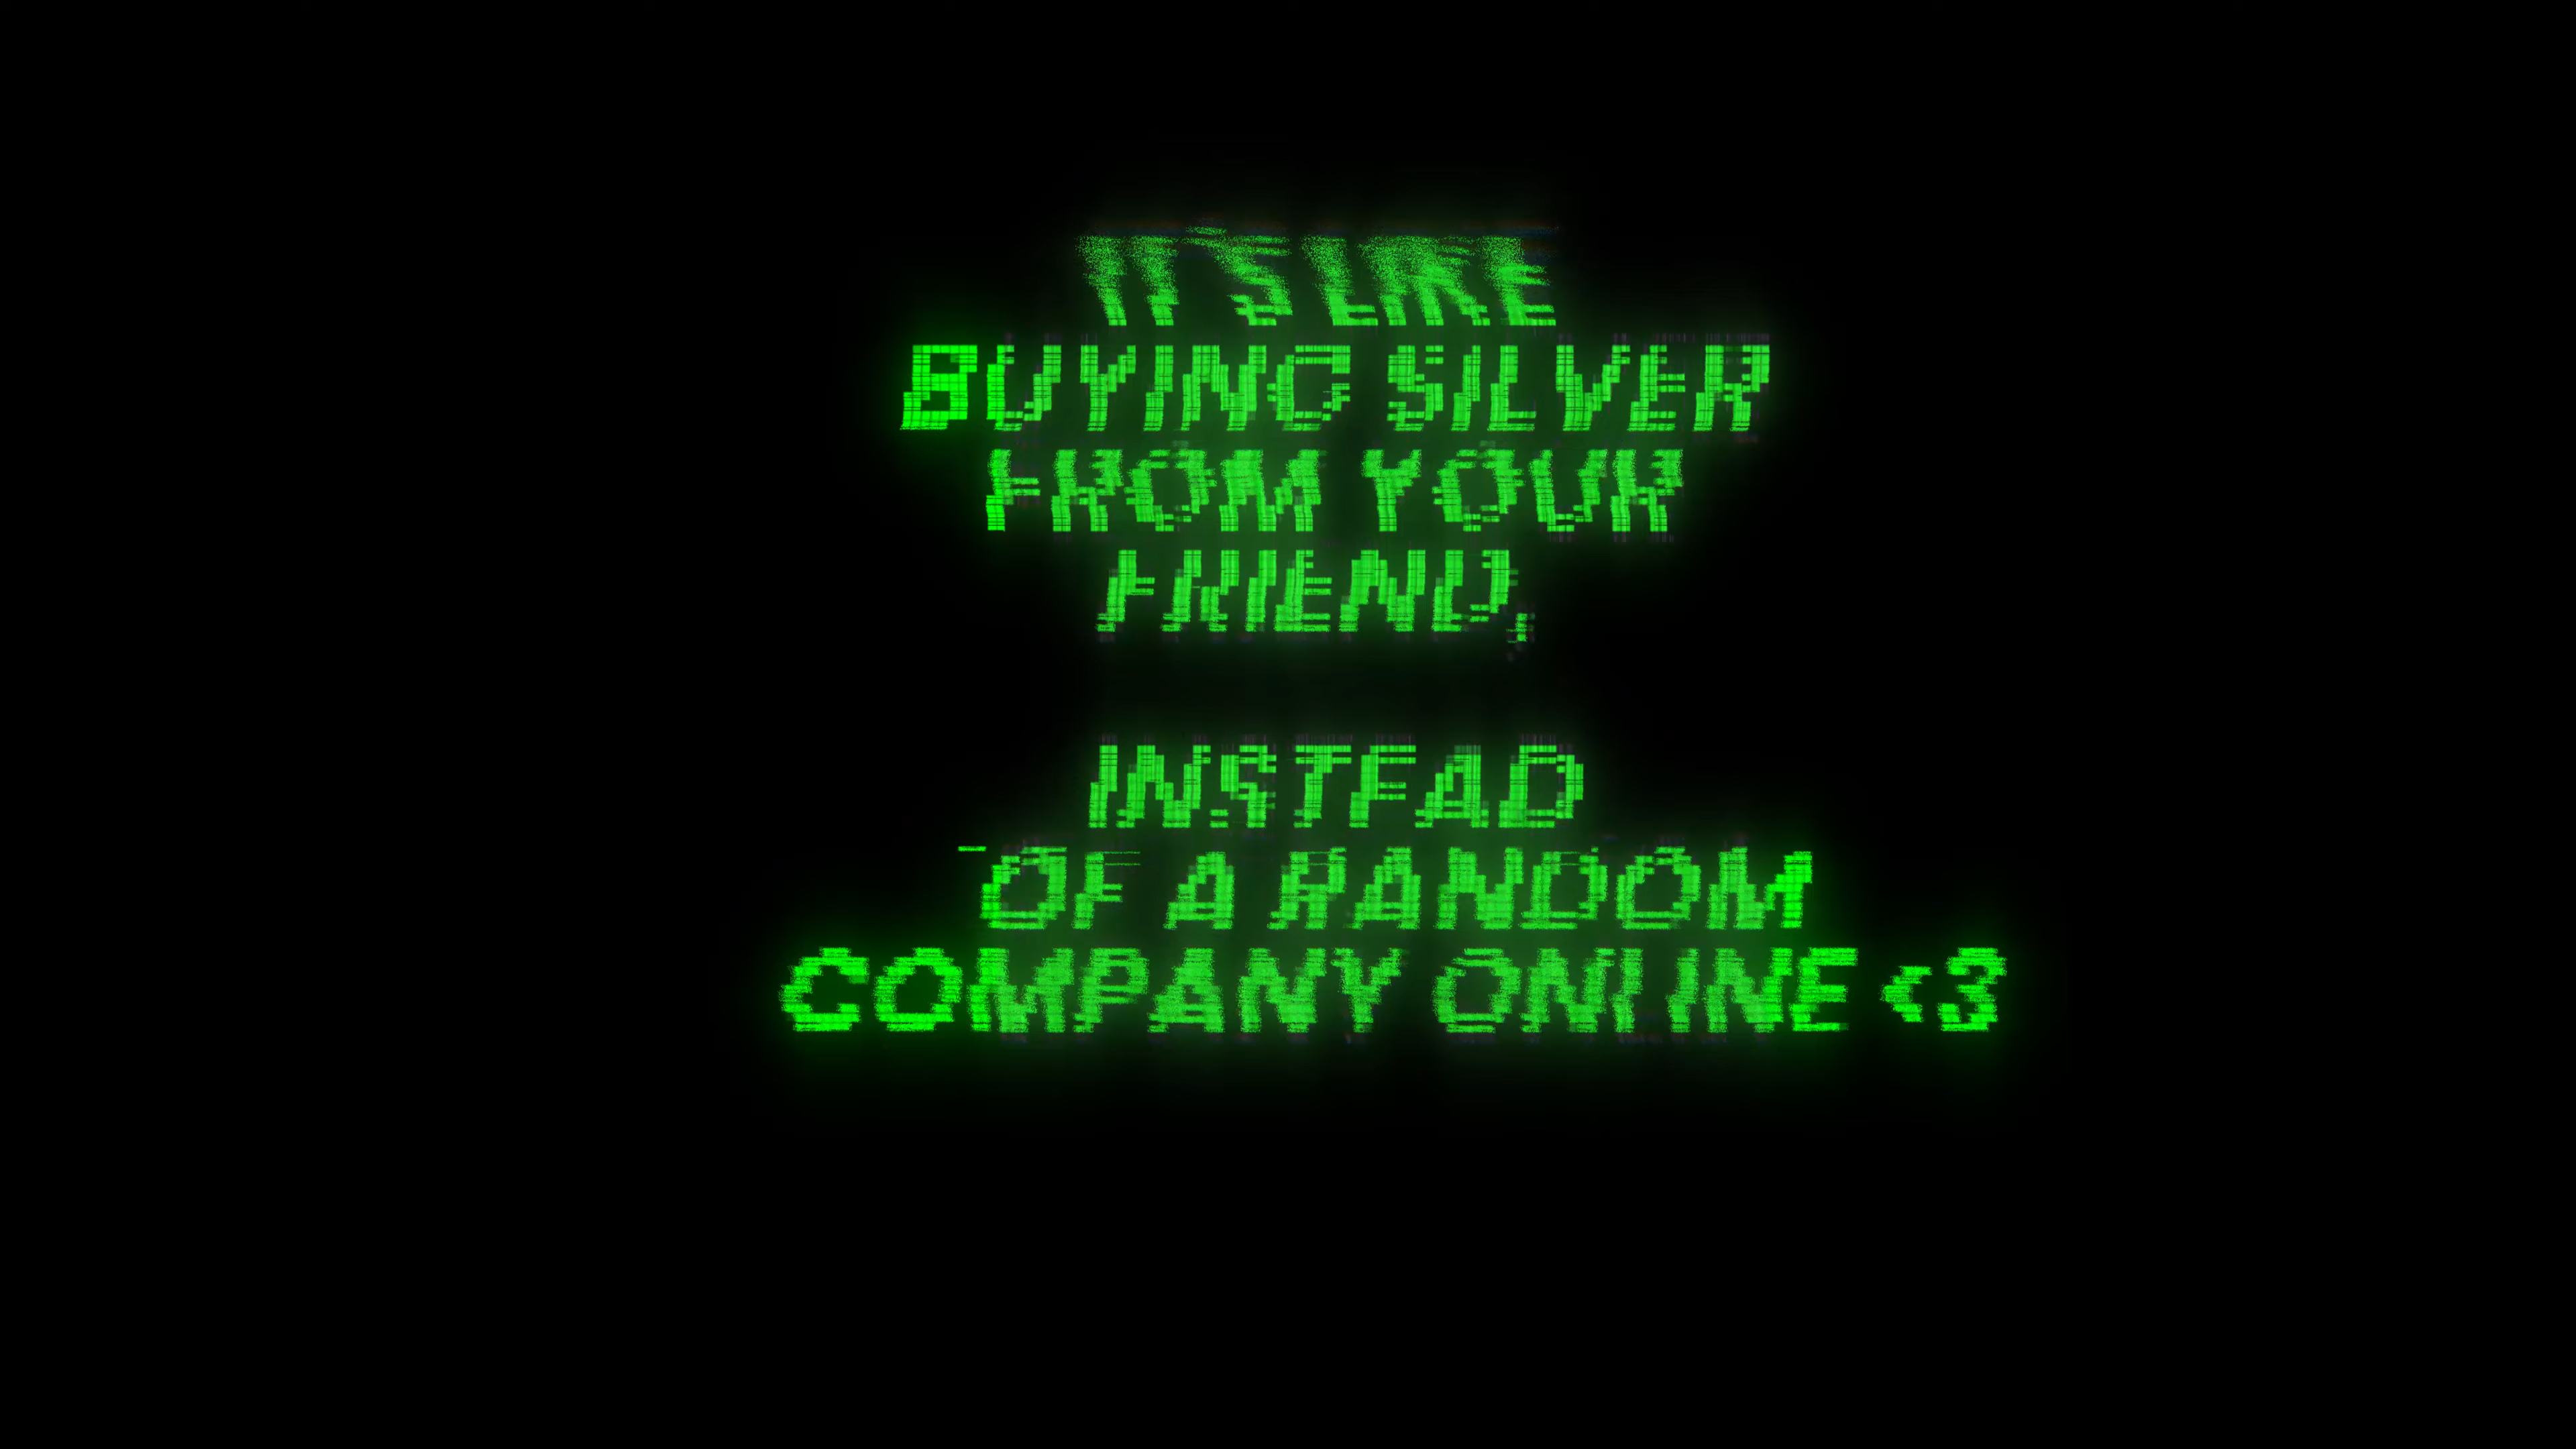 IT'S LIKE
BUYING SILVER
FROM YOUR
FRIEND,
INSTEAD
OF A RANDOM
COMPANY ONLINE <3